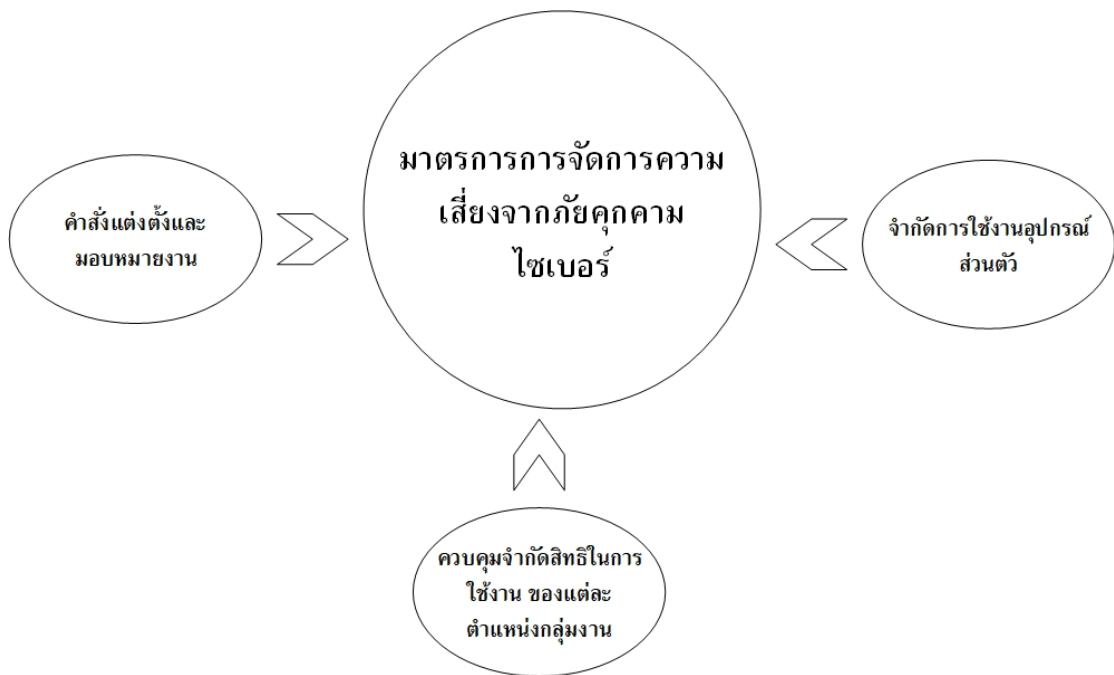 มาตรการการจัดการความ
เสี่ยงจากภัยคุกคาม
ไซเบอร์
คำสั่งแต่งตั้งและ
มอบหมายงาน
จำกัดการใช้งานอุปกรณ์
ส่วนตัว
ควบคุมจำกัดสิทธิในการ
ใช้งาน ของแต่ละ
ตำแหน่งกลุ่มงาน